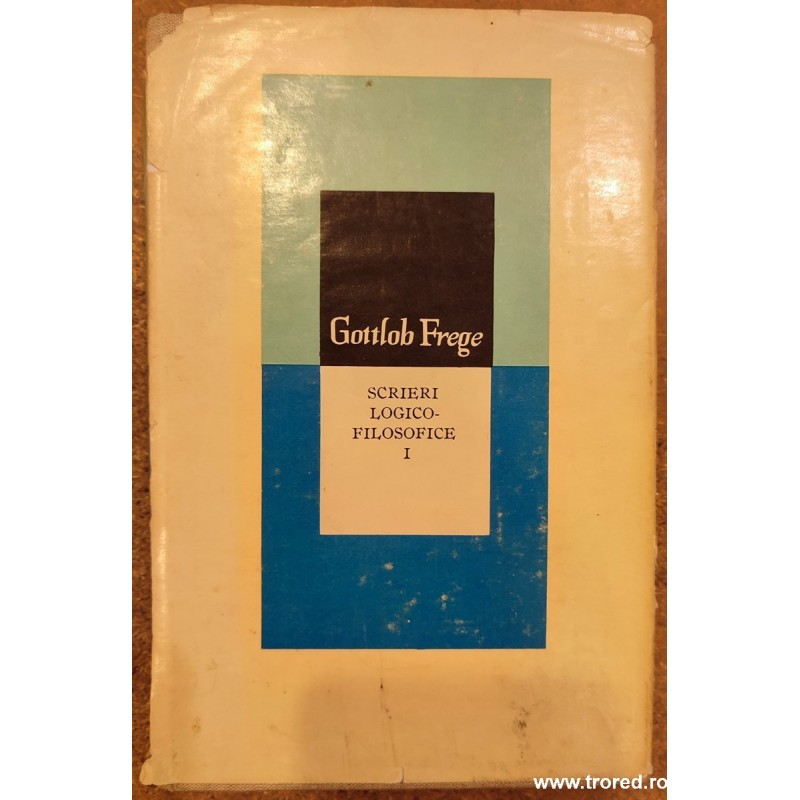 Gottlob Frege
SCRIERI
LOGICO-
FILOSOFICE
I
www.trored.ro